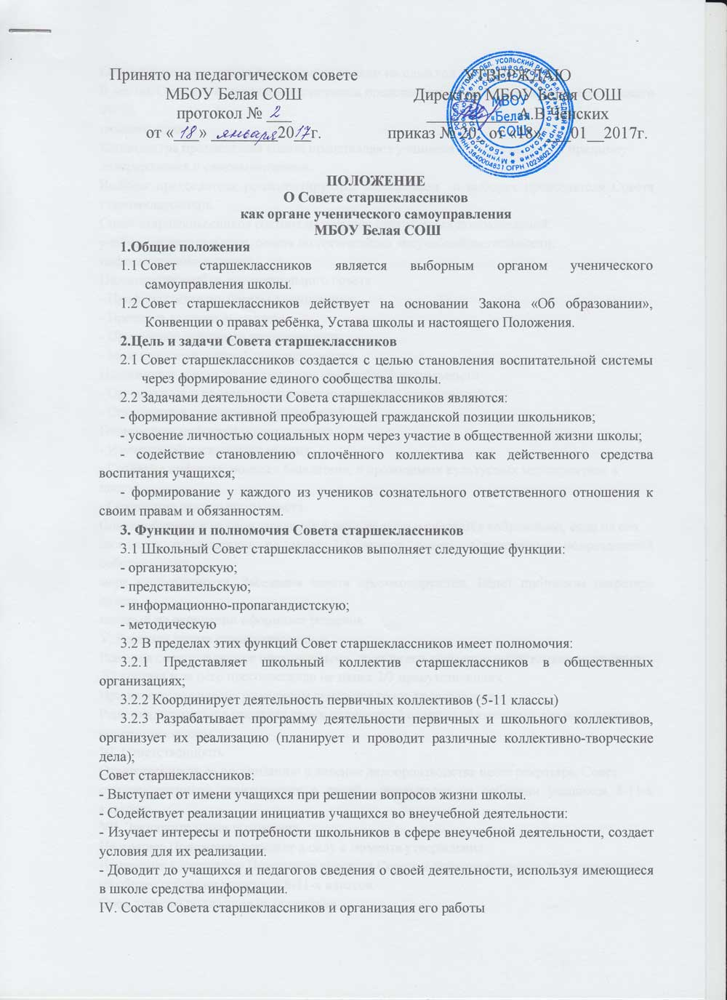 Принято на педагогическом совете
МБОУ Белая СОШ
протокол № 2
от «18» января 2017г.
УТВЕРЖДАЮ
Директор МБОУ Белая СОШ
А.В.Ченских
приказ № 20 от «18» 01 2017г.
МБОУ
«Белая
СОШ»
ПОЛОЖЕНИЕ
О Совете старшеклассников
как органе ученического самоуправления
МБОУ Белая СОШ
1.Общие положения
1.1 Совет старшеклассников является выборным органом ученического
самоуправления школы.
1.2 Совет старшеклассников действует на основании Закона «Об образовании»,
Конвенции о правах ребёнка, Устава школы и настоящего Положения.
2.Цель и задачи Совета старшеклассников
2.1 Совет старшеклассников создается с целью становления воспитательной системы
через формирование единого сообщества школы.
2.2 Задачами деятельности Совета старшеклассников являются:
- формирование активной преобразующей гражданской позиции школьников;
- усвоение личностью социальных норм через участие в общественной жизни школы;
- содействие становлению сплочённого коллектива как действенного средства
воспитания учащихся;
- формирование у каждого из учеников сознательного ответственного отношения к
своим правам и обязанностям.
3. Функции и полномочия Совета старшеклассников
3.1 Школьный Совет старшеклассников выполняет следующие функции:
- организаторскую;
- представительскую;
- информационно-пропагандистскую;
- методическую
3.2 В пределах этих функций Совет старшеклассников имеет полномочия:
3.2.1 Представляет школьный коллектив старшеклассников в общественных
организациях;
3.2.2 Координирует деятельность первичных коллективов (5-11 классы)
3.2.3 Разрабатывает программу деятельности первичных и школьного коллективов,
организует их реализацию (планирует и проводит различные коллективно-творческие
дела);
Совет старшеклассников:
- Выступает от имени учащихся при решении вопросов жизни школы.
- Содействует реализации инициатив учащихся во внеучебной деятельности:
- Изучает интересы и потребности школьников в сфере внеучебной деятельности, создает
условия для их реализации.
- Доводит до учащихся и педагогов сведения о своей деятельности, используя имеющиеся
в школе средства информации.
IV. Состав Совета старшеклассников и организация его работы